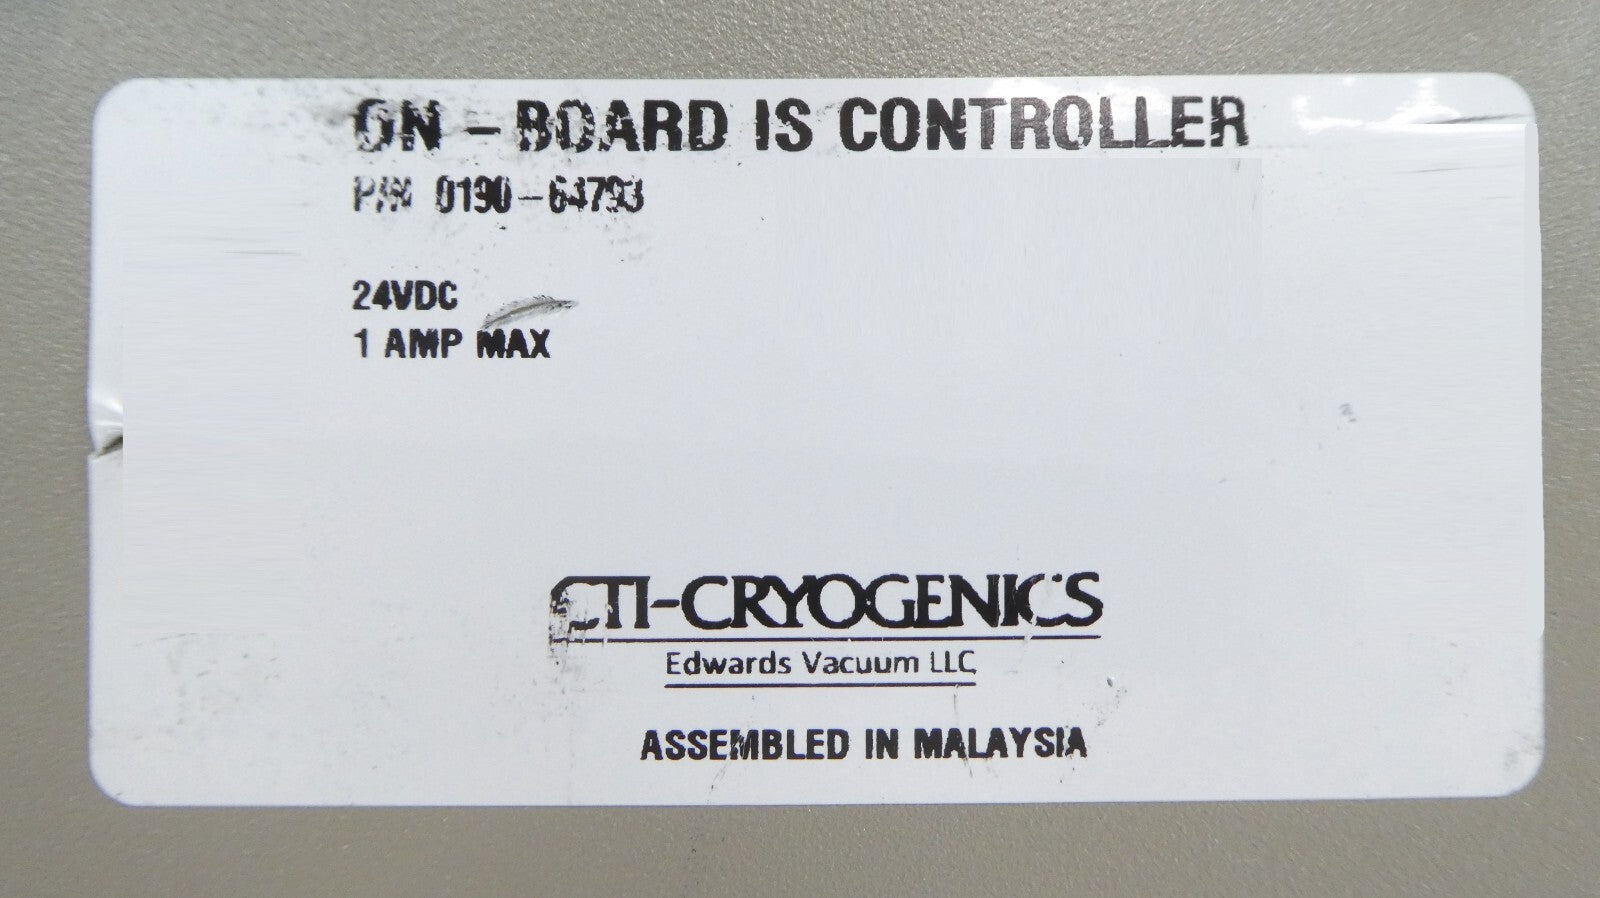 ON - BOARD IS CONTROLLER
P/N 0190-64793
24VDC
1 AMP MAX
CTI-CRYOGENICS
Edwards Vacuum LLC
ASSEMBLED IN MALAYSIA